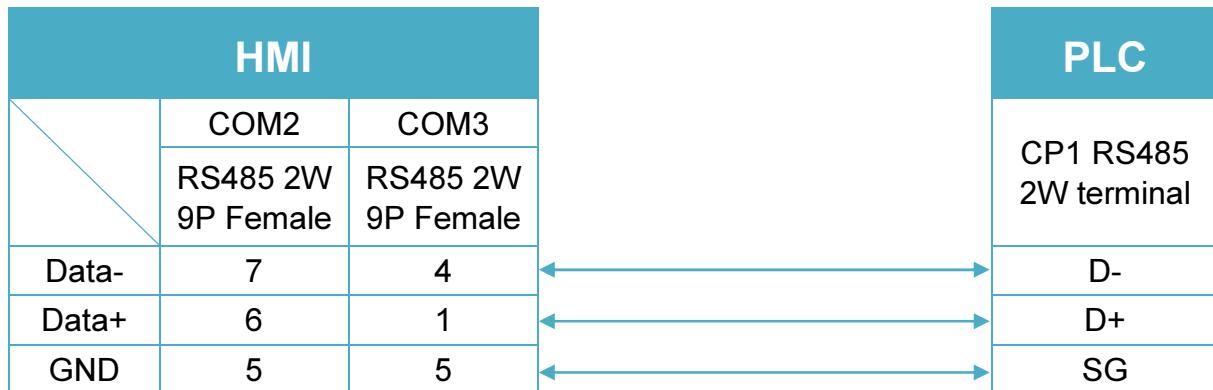 HMI PLC
COM2 COM3
CP1 RS485
2W terminal
RS485 2W RS485 2W
9P Female 9P Female
Data- 7 4 D-
Data+ 6 1 D+
GND 5 5 SG